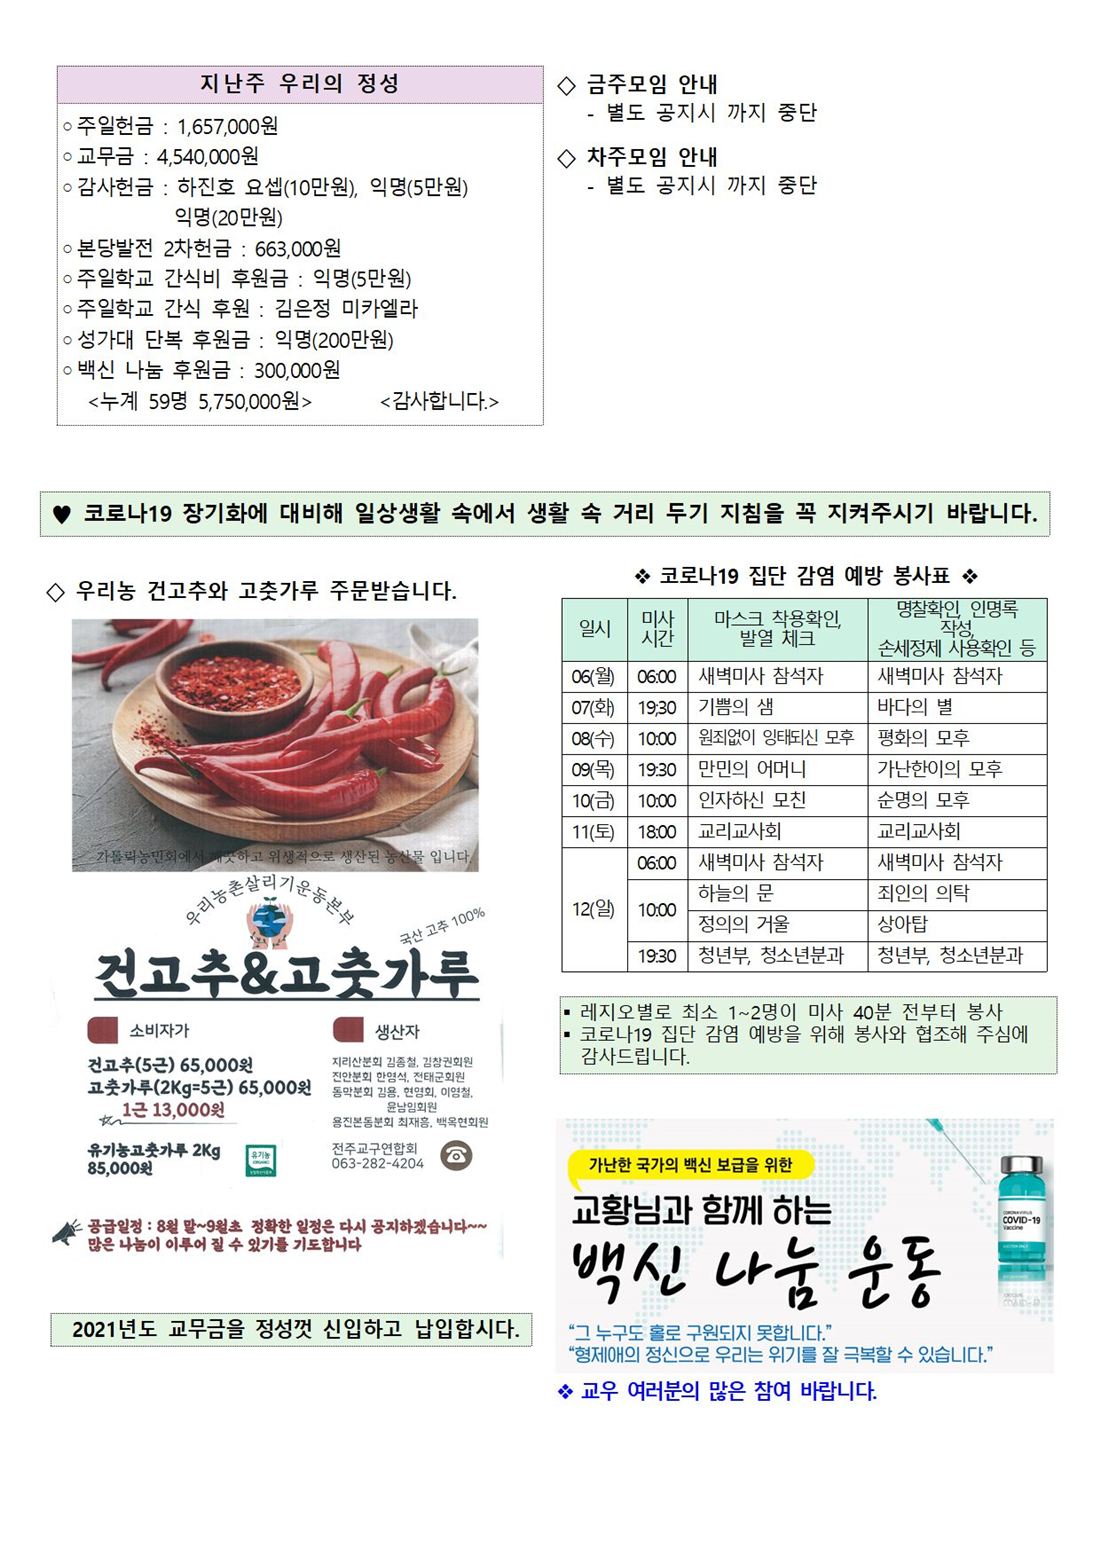 지난주 우리의 정성
○ 주일헌금 : 1,657,000원
○ 교무금 : 4,540,000원
○ 감사헌금 : 하진호 요셉(10만원), 익명(5만원)
익명(20만원)
○ 본당발전 2차헌금 : 663,000원
○ 주일학교 간식비 후원금 : 익명(5만원)
○ 주일학교 간식 후원 : 김은정 미카엘라
○ 성가대 단복 후원금 : 익명(200만원)
○ 백신 나눔 후원금 : 300,000원
<누계 59명 5,750,000원> <감사합니다.>
◇ 금주모임 안내
- 별도 공지시 까지 중단
◇ 차주모임 안내
- 별도 공지시 까지 중단
♥ 코로나19 장기화에 대비해 일상생활 속에서 생활 속 거리 두기 지침을 꼭 지켜주시기 바랍니다.
◇ 우리농 건고추와 고춧가루 주문받습니다.
가톨릭농민회에서 깨끗하고 위생적으로 생산된 농산물 입니다.
우리농촌살리기운동본부
국산 고추 100%
건고추&고춧가루
소비자가
건고추(5근) 65,000원
고춧가루(2Kg=5근) 65,000원
1근 13,000원
유기농고춧가루 2Kg
85,000원
유기농
ORGANIC
생산자
지리산분회 김종철, 김창권회원
진안분회 한영석, 전태군회원
동막분회 김용, 현영회, 이영철,
윤남임회원
용진본동분회 최재흠, 백옥현회원
전주교구연합회
063-282-4204
공급일정 : 8월 말~9월초 정확한 일정은 다시 공지하겠습니다~~
많은 나눔이 이루어 질 수 있기를 기도합니다
2021년도 교무금을 정성껏 신입하고 납입합시다.
❖ 코로나19 집단 감염 예방 봉사표 ❖
일시 미사 시간 마스크 착용확인, 발열 체크 명찰확인, 인명록 작성, 손세정제 사용확인 등
06(월) 06:00 새벽미사 참석자 새벽미사 참석자
07(화) 19;30 기쁨의 샘 바다의 별
08(수) 10:00 원죄없이 잉태되신 모후 평화의 모후
09(목) 19:30 만민의 어머니 가난한이의 모후
10(금) 10:00 인자하신 모친 순명의 모후
11(토) 18:00 교리교사회 교리교사회
12(일) 06:00 새벽미사 참석자 새벽미사 참석자
10:00 하늘의 문 죄인의 의탁
정의의 거울 상아탑
19:30 청년부, 청소년분과 청년부, 청소년분과
▪ 레지오별로 최소 1~2명이 미사 40분 전부터 봉사
▪ 코로나19 집단 감염 예방을 위해 봉사와 협조해 주심에
감사드립니다.
가난한 국가의 백신 보급을 위한
교황님과 함께 하는
백신 나눔 운동
CORONAVIRUS
COVID-19
Vaccine
“그 누구도 홀로 구원되지 못합니다.”
“형제애의 정신으로 우리는 위기를 잘 극복할 수 있습니다.”
❖ 교우 여러분의 많은 참여 바랍니다.